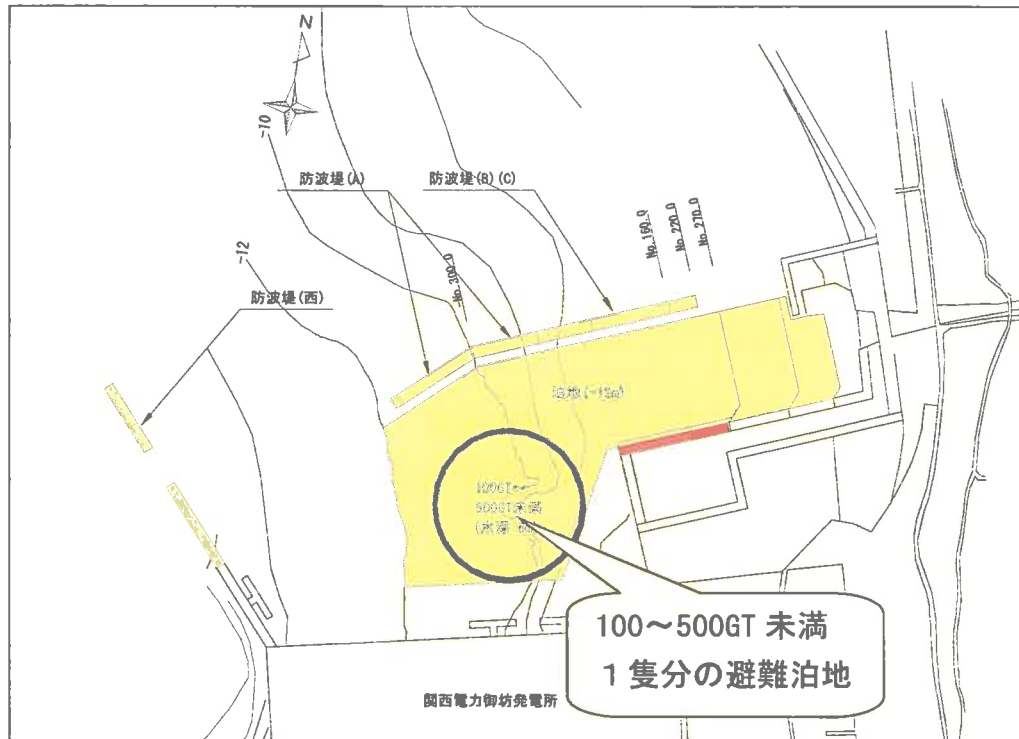 N
-10
防波堤(A)
防波堤(B)(C)
No.160.0
No.220.0
No.270.0
-12
No.300.0
防波堤(西)
泊地(-12m)
100GT~
500GT未満
100～500GT 未満
1隻分の避難泊地
関西電力御坊発電所